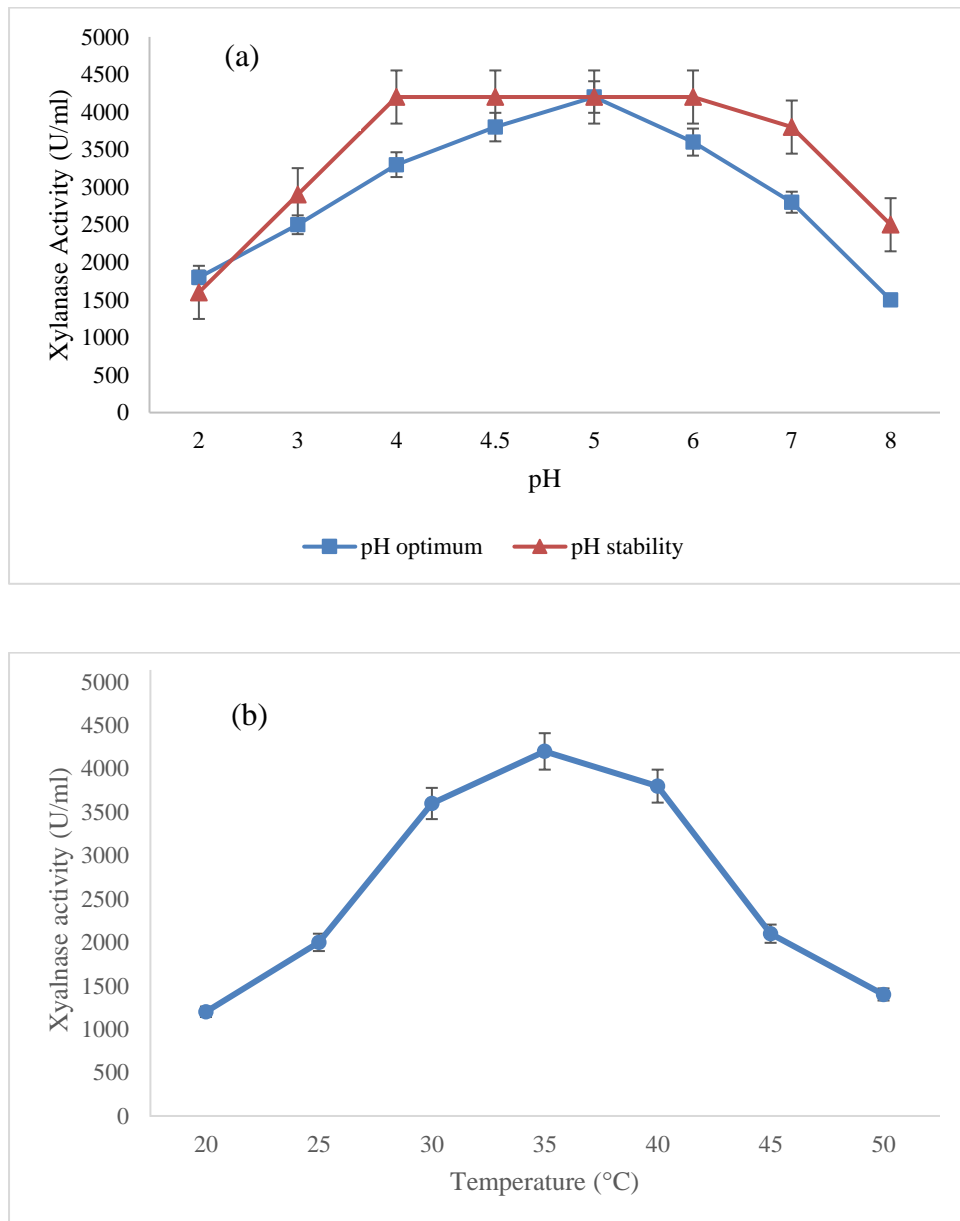 (a)
Xylanase Activity (U/ml)
5000
4500
4000
3500
3000
2500
2000
1500
1000
500
0
2 3 4 4.5 5 6 7 8
pH
pH optimum pH stability
(b)
Xyalnase activity (U/ml)
5000
4500
4000
3500
3000
2500
2000
1500
1000
500
0
20 25 30 35 40 45 50
Temperature (°C)